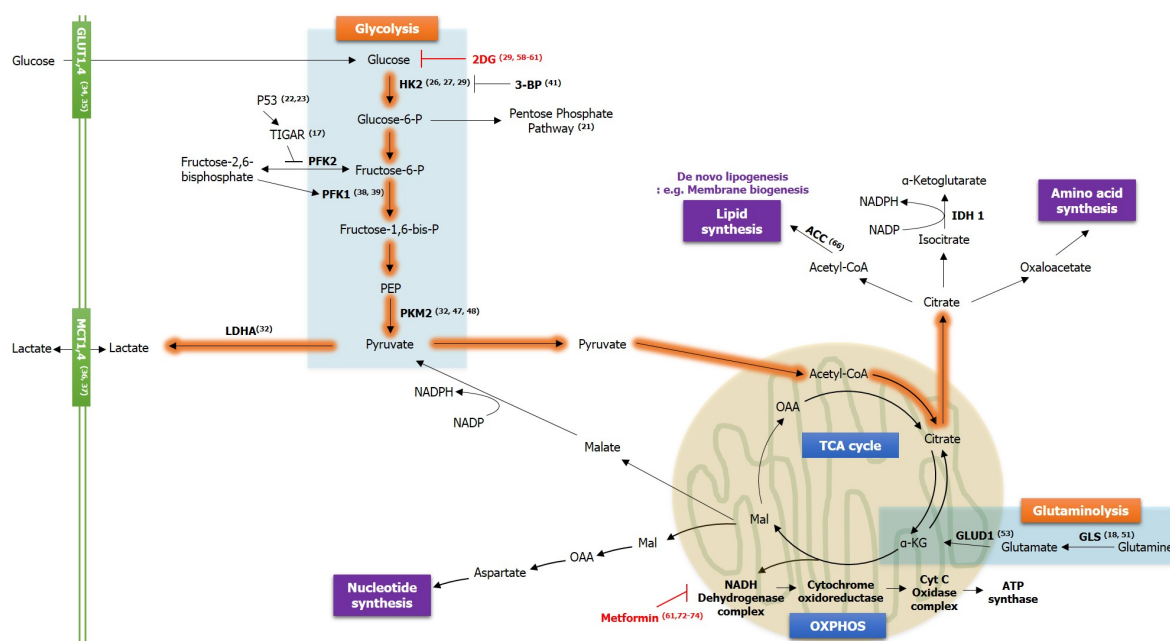 Glycolysis
GLUT1,4 (34, 35)
Glucose
Glucose
2DG (29, 58-61)
HK2 (26, 27, 29)
3-BP (41)
P53 (22,23)
Glucose-6-P
Pentose Phosphate
Pathway (21)
TIGAR (17)
Fructose-2,6-
bisphosphate
PFK2
Fructose-6-P
PFK1 (38, 39)
Fructose-1,6-bis-P
PEP
PKM2 (32, 47, 48)
MCT1,4 (36, 37)
Lactate
Lactate
LDHA(32)
Pyruvate
Pyruvate
De novo lipogenesis
: e.g. Membrane biogenesis
Lipid
synthesis
ACC (66)
Acetyl-CoA
α-Ketoglutarate
NADPH
IDH 1
NADP
Isocitrate
Amino acid
synthesis
Oxaloacetate
Citrate
Acetyl-CoA
OAA
NADPH
NADP
Malate
TCA cycle
Citrate
Mal
α-KG
Glutaminolysis
GLUD1 (53)
Glutamate
GLS (18, 51)
Glutamine
Mal
OAA
Aspartate
Nucleotide
synthesis
Metformin (61,72-74)
NADH
Dehydrogenase
complex
Cytochrome
oxidoreductase
Cyt C
Oxidase
complex
ATP
synthase
OXPHOS